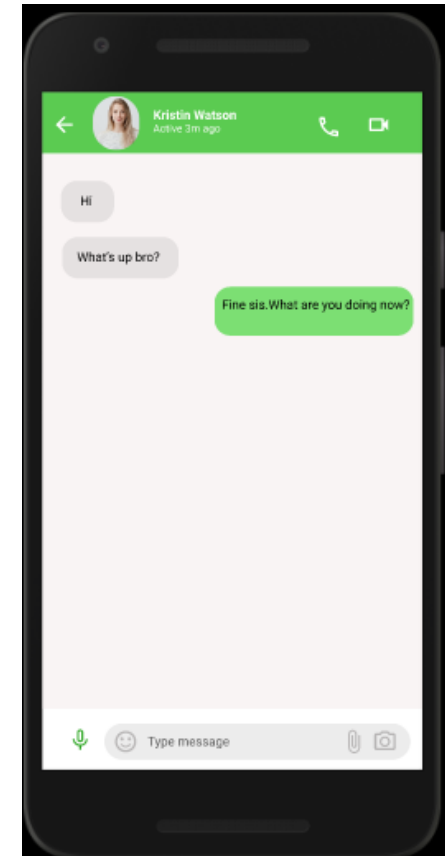 Kristin Watson
Active 3m ago
Hi
What's up bro?
Fine sis.What are you doing now?
Type message